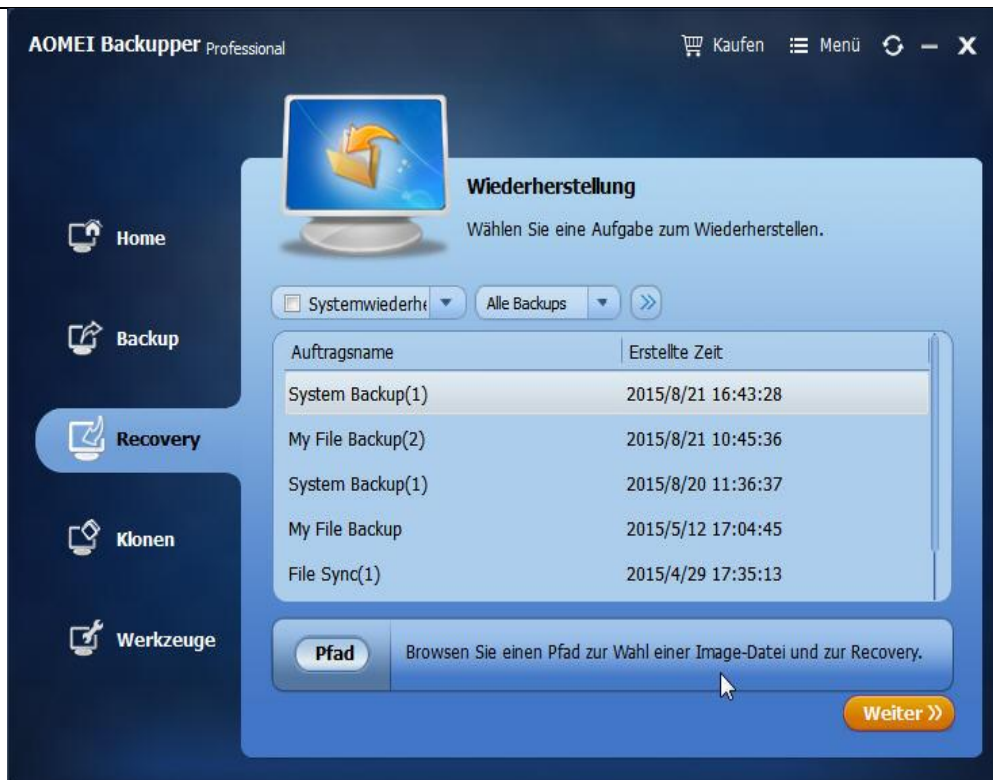 AOMEI Backupper Professional
Kaufen Menü
Wiederherstellung
Wählen Sie eine Aufgabe zum Wiederherstellen.
Home
Backup
Recovery
Klonen
Werkzeuge
Systemwiederhe Alle Backups
Auftragsname Erstellte Zeit
System Backup(1) 2015/8/21 16:43:28
My File Backup(2) 2015/8/21 10:45:36
System Backup(1) 2015/8/20 11:36:37
My File Backup 2015/5/12 17:04:45
File Sync(1) 2015/4/29 17:35:13
Pfad Browsen Sie einen Pfad zur Wahl einer Image-Datei und zur Recovery.
Weiter